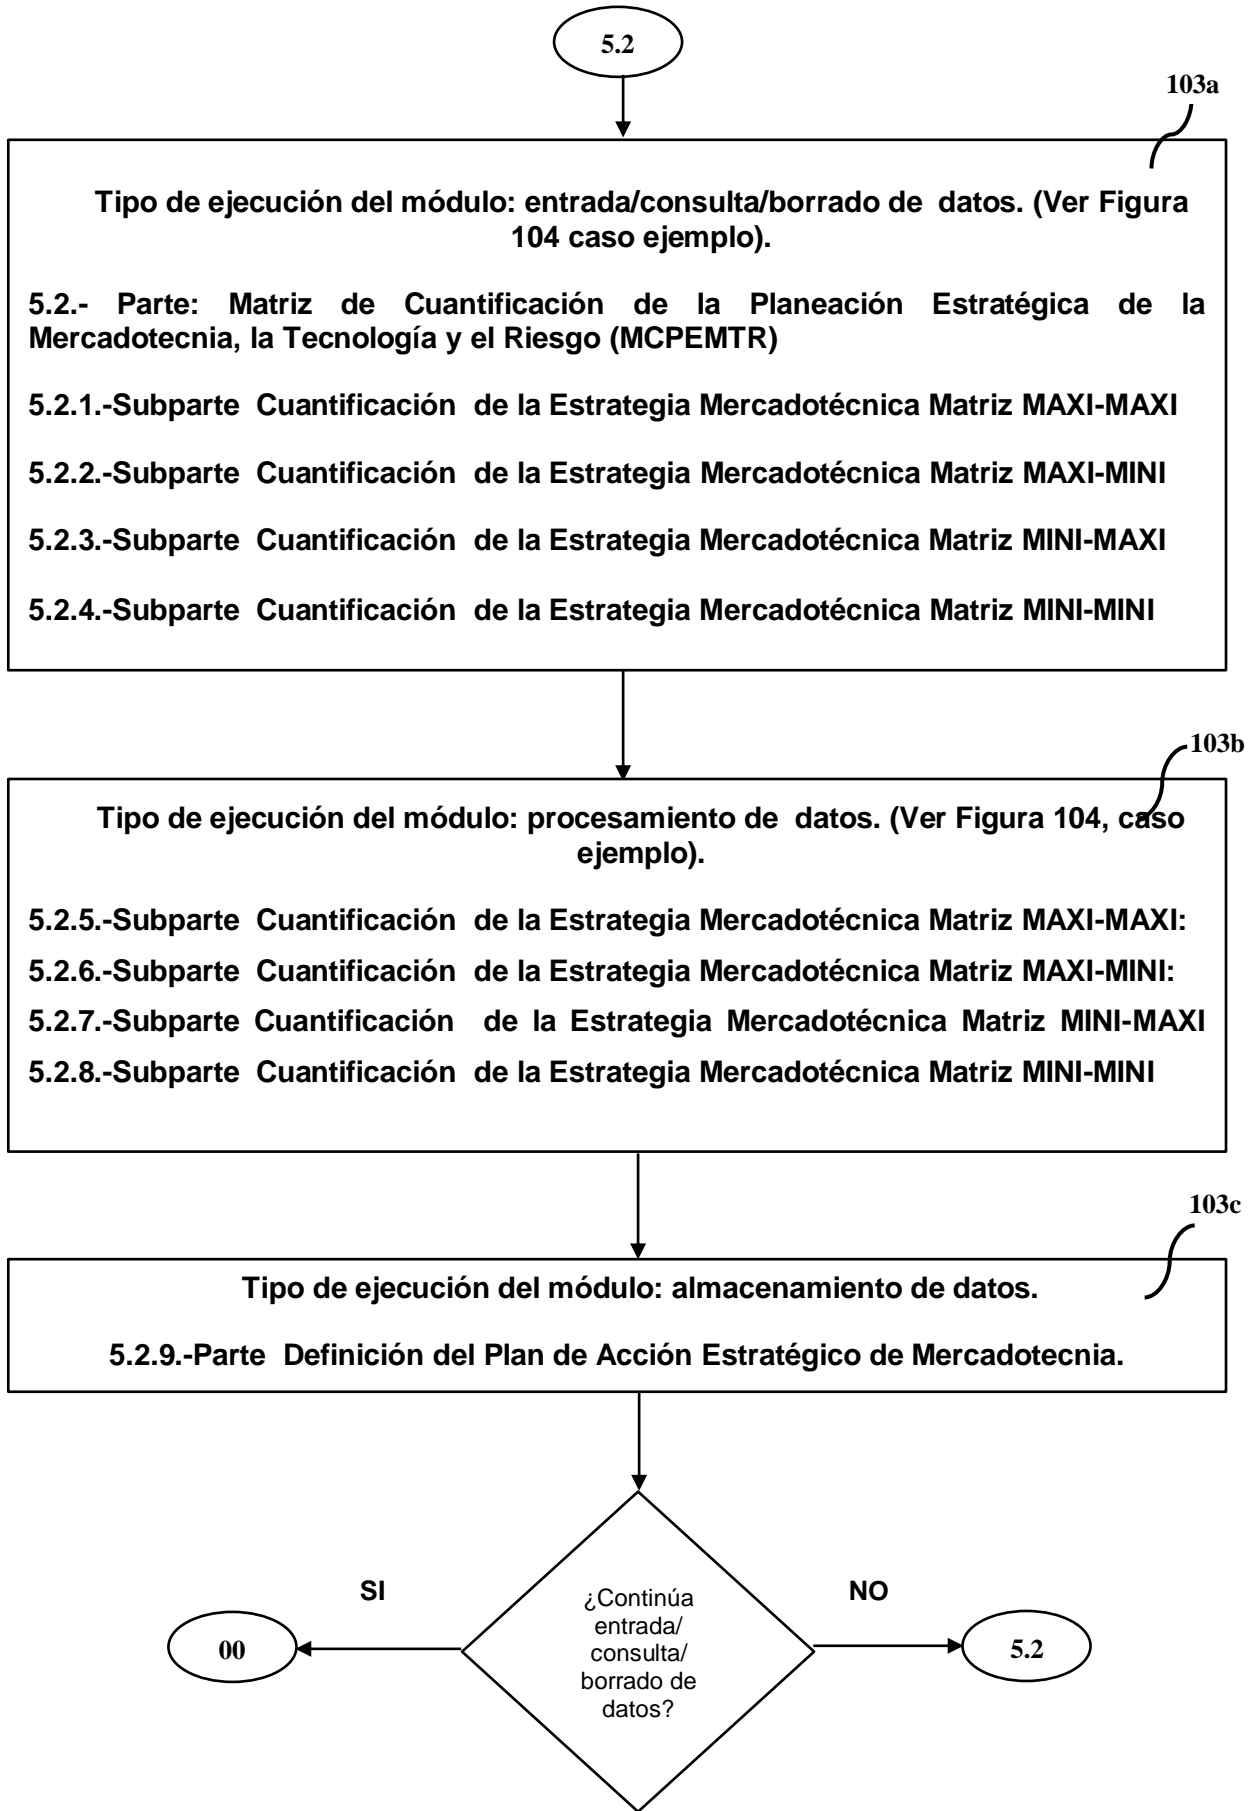 5.2
103a
Tipo de ejecución del módulo: entrada/consulta/borrado de datos. (Ver Figura
104 caso ejemplo).
5.2.- Parte: Matriz de Cuantificación de la Planeación Estratégica de la
Mercadotecnia, la Tecnología y el Riesgo (MCPEMTR)
5.2.1.-Subparte Cuantificación de la Estrategia Mercadotécnica Matriz MAXI-MAXI
5.2.2.-Subparte Cuantificación de la Estrategia Mercadotécnica Matriz MAXI-MINI
5.2.3.-Subparte Cuantificación de la Estrategia Mercadotécnica Matriz MINI-MAXI
5.2.4.-Subparte Cuantificación de la Estrategia Mercadotécnica Matriz MINI-MINI
103b
Tipo de ejecución del módulo: procesamiento de datos. (Ver Figura 104, caso
ejemplo).
5.2.5.-Subparte Cuantificación de la Estrategia Mercadotécnica Matriz MAXI-MAXI:
5.2.6.-Subparte Cuantificación de la Estrategia Mercadotécnica Matriz MAXI-MINI:
5.2.7.-Subparte Cuantificación de la Estrategia Mercadotécnica Matriz MINI-MAXI
5.2.8.-Subparte Cuantificación de la Estrategia Mercadotécnica Matriz MINI-MINI
103c
Tipo de ejecución del módulo: almacenamiento de datos.
5.2.9.-Parte Definición del Plan de Acción Estratégico de Mercadotecnia.
SI
NO
¿Continúa
entrada/
consulta/
borrado de
datos?
00
5.2